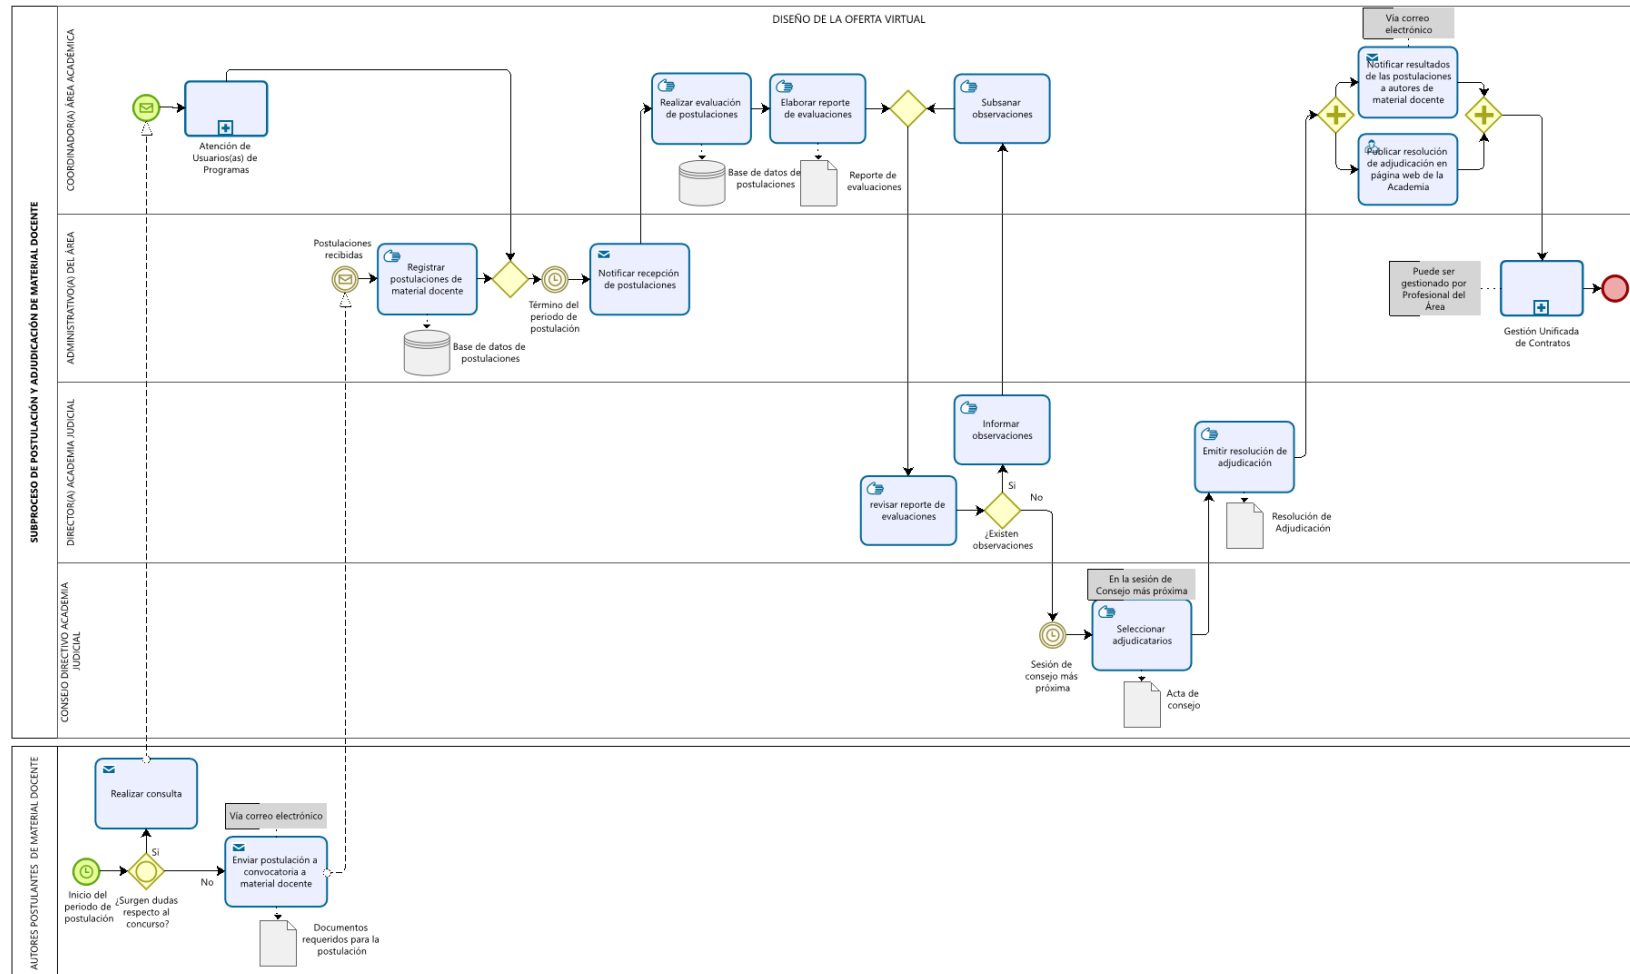 DISEÑO DE LA OFERTA VIRTUAL
SUBPROCESO DE POSTULACIÓN Y ADJUDICACIÓN DE MATERIAL DOCENTE
COORDINADOR(A) ÁREA ACADÉMICA
Atención de
Usuarios(as) de
Programas
Realizar evaluación
de postulaciones
Base de datos de
postulaciones
Elaborar reporte
de evaluaciones
Reporte de
evaluaciones
Subsanar
observaciones
Vía correo
electrónico
Notificar resultados
de las postulaciones
a autores de
material docente
Publicar resolución
de adjudicación en
página web de la
Academia
ADMINISTRATIVO(A) DEL ÁREA
Postulaciones
recibidas
Registrar
postulaciones de
material docente
Base de datos de
postulaciones
Término del
periodo de
postulación
Notificar recepción
de postulaciones
Puede ser
gestionado por
Profesional del
Área
Gestión Unificada
de Contratos
DIRECTOR(A) ACADEMIA JUDICIAL
Informar
observaciones
revisar reporte de
evaluaciones
Si
No
¿Existen
observaciones
Emitir resolución de
adjudicación
Resolución de
Adjudicación
CONSEJO DIRECTIVO ACADEMIA
JUDICIAL
Sesión de
consejo más
próxima
En la sesión de
Consejo más próxima
Seleccionar
adjudicatarios
Acta de
consejo
AUTORES POSTULANTES DE MATERIAL DOCENTE
Realizar consulta
Inicio del
periodo de
postulación
Si
No
¿Surgen dudas
respecto al
concurso?
Vía correo electrónico
Enviar postulación a
convocatoria a
material docente
Documentos
requeridos para la
postulación